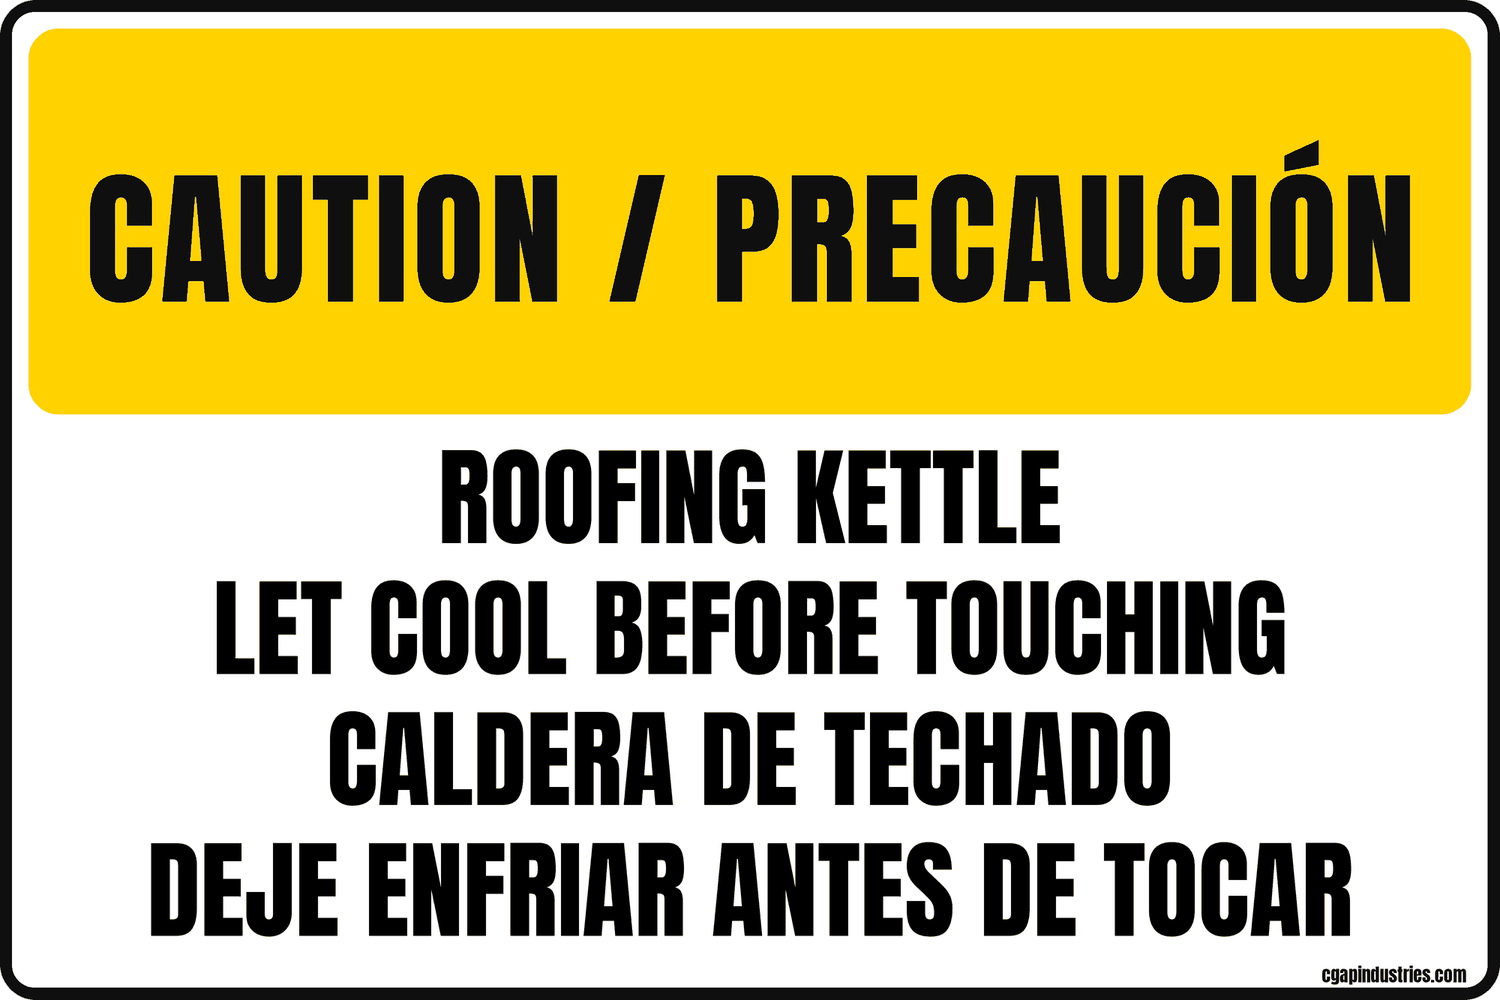 CAUTION / PRECAUCIÓN
ROOFING KETTLE
LET COOL BEFORE TOUCHING
CALDERA DE TECHADO
DEJE ENFRIAR ANTES DE TOCAR
cgapindustries.com